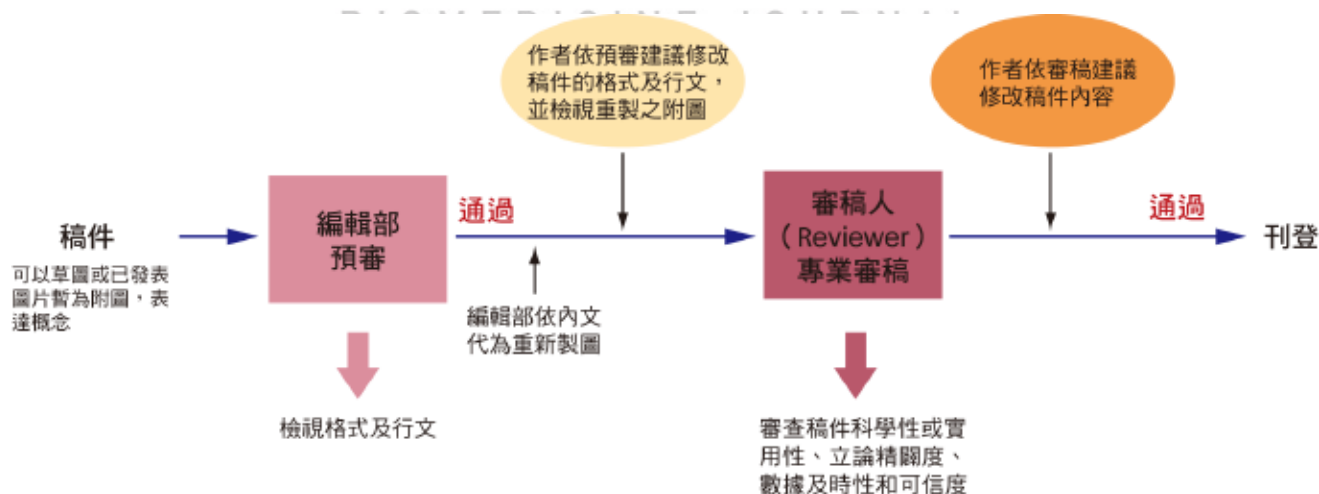 作者依預審建議修改
稿件的格式及行文，
並檢視重製之附圖
作者依審稿建議
修改稿件內容
稿件
可以草圖或已發表
圖片暫為附圖，表
達概念
編輯部
預審
通過
編輯部依內文
代為重新製圖
審稿人
（Reviewer）
專業審稿
通過
刊登
檢視格式及行文
審查稿件科學性或實
用性、立論精闢度、
數據及時性和可信度